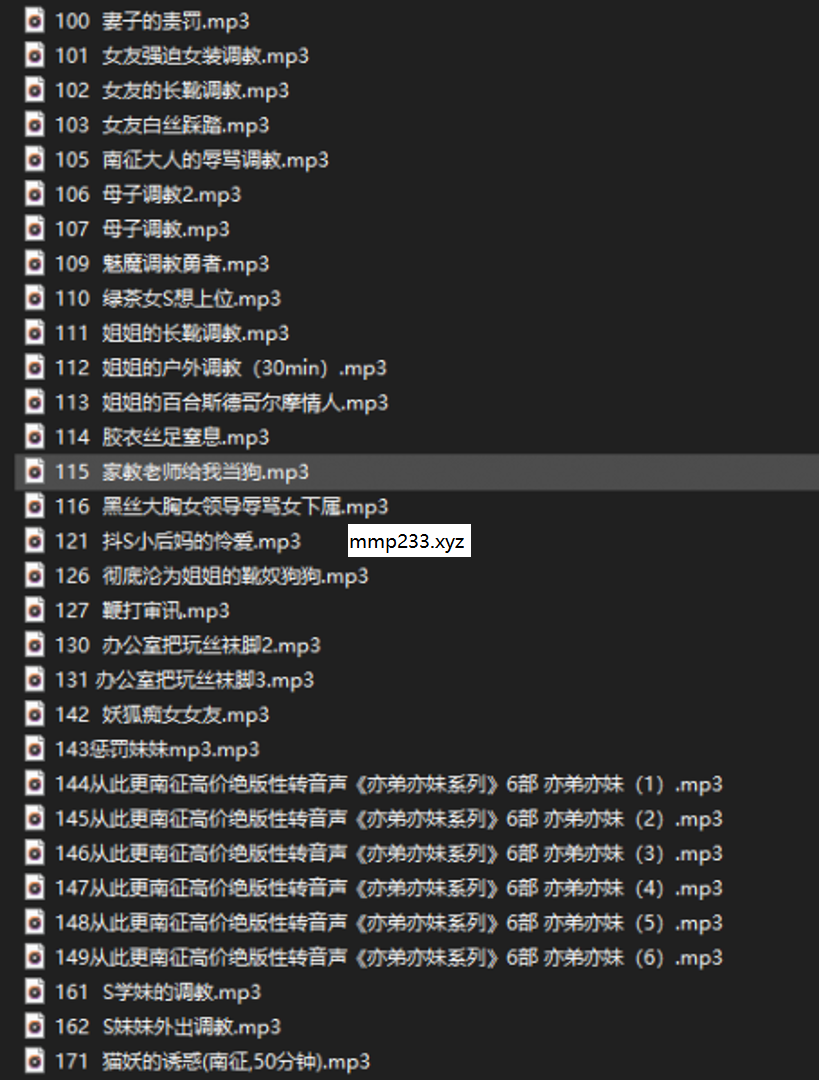 100 妻子的责罚.mp3
101 女友强迫女装调教.mp3
102 女友的长靴调教.mp3
103 女友白丝踩踏.mp3
105 南征大人的辱骂调教.mp3
106 母子调教2.mp3
107 母子调教.mp3
109 魅魔调教勇者.mp3
110 绿茶女S想上位.mp3
111 姐姐的长靴调教.mp3
112 姐姐的户外调教（30min）.mp3
113 姐姐的百合斯德哥尔摩情人.mp3
114 胶衣丝足窒息.mp3
115 家教老师给我当狗.mp3
116 黑丝大胸女领导辱骂女下属.mp3
121 抖S小后妈的怜爱.mp3 mmp233.xyz
126 彻底沦为姐姐的靴奴狗狗.mp3
127 鞭打审讯.mp3
130 办公室把玩丝袜脚2.mp3
131 办公室把玩丝袜脚3.mp3
142 妖狐痴女女友.mp3
143惩罚妹妹mp3.mp3
144从此更南征高价绝版性转音声《亦弟亦妹系列》6部 亦弟亦妹（1）.mp3
145从此更南征高价绝版性转音声《亦弟亦妹系列》6部 亦弟亦妹（2）.mp3
146从此更南征高价绝版性转音声《亦弟亦妹系列》6部 亦弟亦妹（3）.mp3
147从此更南征高价绝版性转音声《亦弟亦妹系列》6部 亦弟亦妹（4）.mp3
148从此更南征高价绝版性转音声《亦弟亦妹系列》6部 亦弟亦妹（5）.mp3
149从此更南征高价绝版性转音声《亦弟亦妹系列》6部 亦弟亦妹（6）.mp3
161 S学妹的调教.mp3
162 S妹妹外出调教.mp3
171 猫妖的诱惑(南征,50分钟).mp3